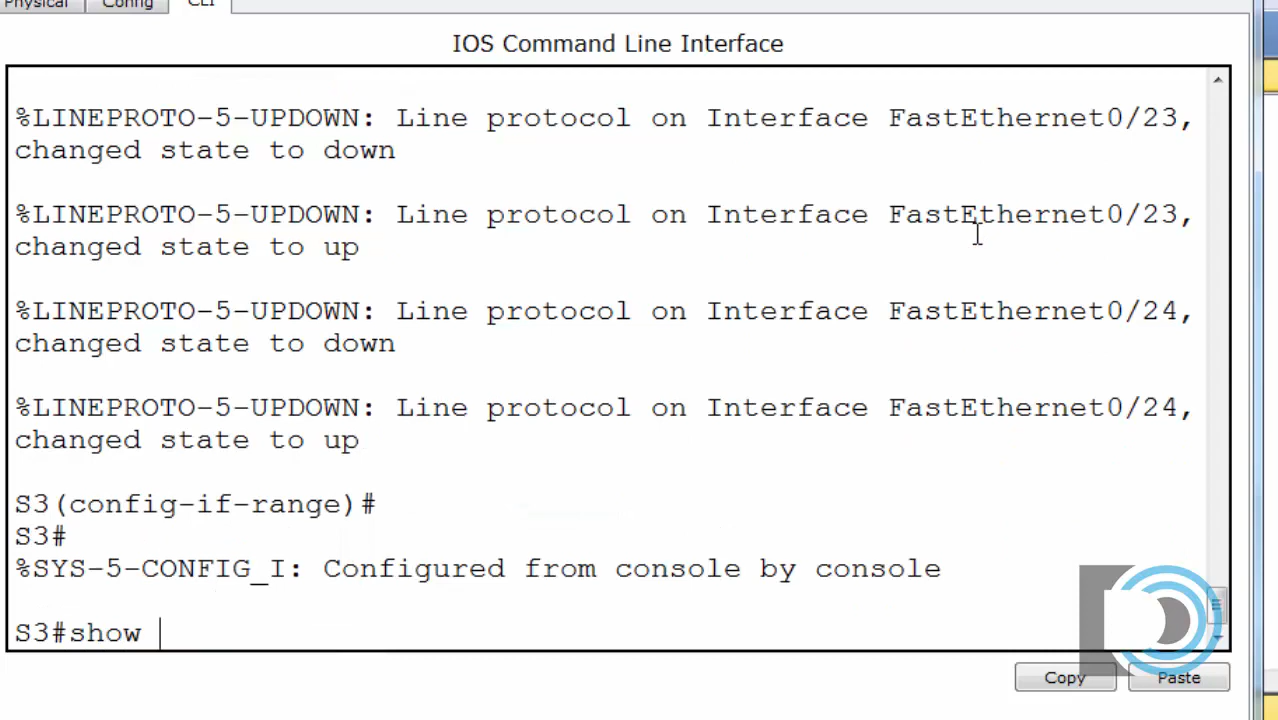 Physical Config CLI
IOS Command Line Interface
%LINEPROTO-5-UPDOWN: Line protocol on Interface FastEthernet0/23,
changed state to down
%LINEPROTO-5-UPDOWN: Line protocol on Interface FastEthernet0/23,
changed state to up
%LINEPROTO-5-UPDOWN: Line protocol on Interface FastEthernet0/24,
changed state to down
%LINEPROTO-5-UPDOWN: Line protocol on Interface FastEthernet0/24,
changed state to up
S3(config-if-range)#
S3#
%SYS-5-CONFIG_I: Configured from console by console
S3#show
Copy Paste